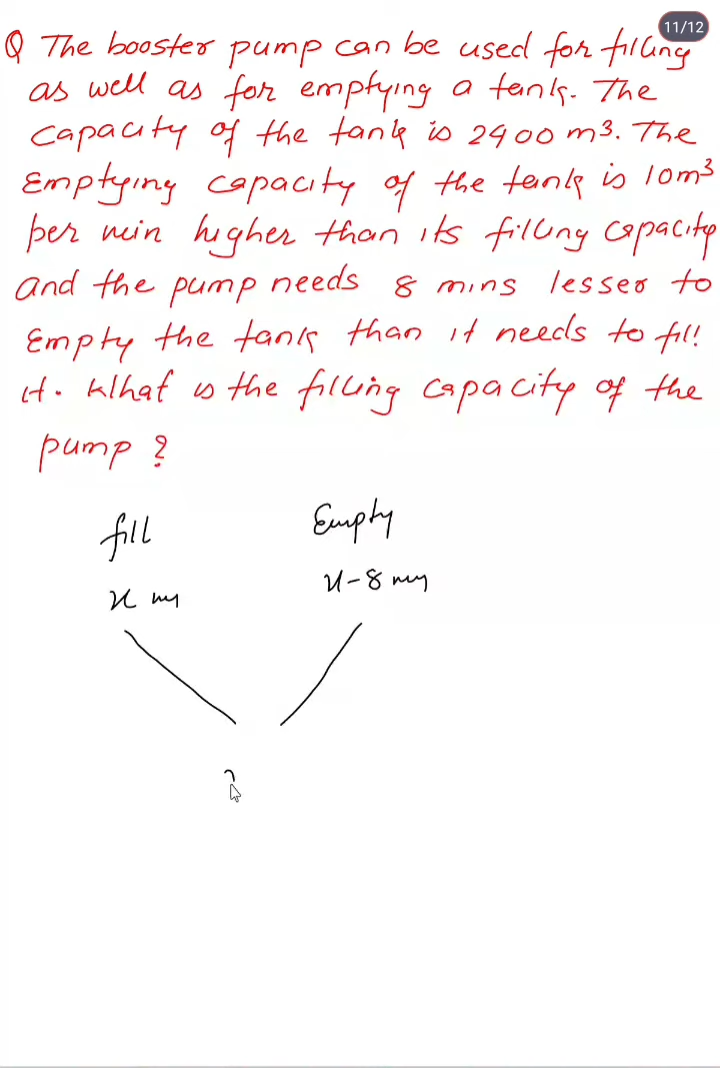 11/12
Q The booster pump can be used for filling
as well as for emptying a tank. The
capacity of the tank is 2400 m3. The
Emptying capacity of the tank is 10m3
per min higher than its filling capacity
and the pump needs 8 mins lesser to
Empty the tank than it needs to fill
it. What is the filling capacity of the
pump ?
fill Empty
x my x-8 my